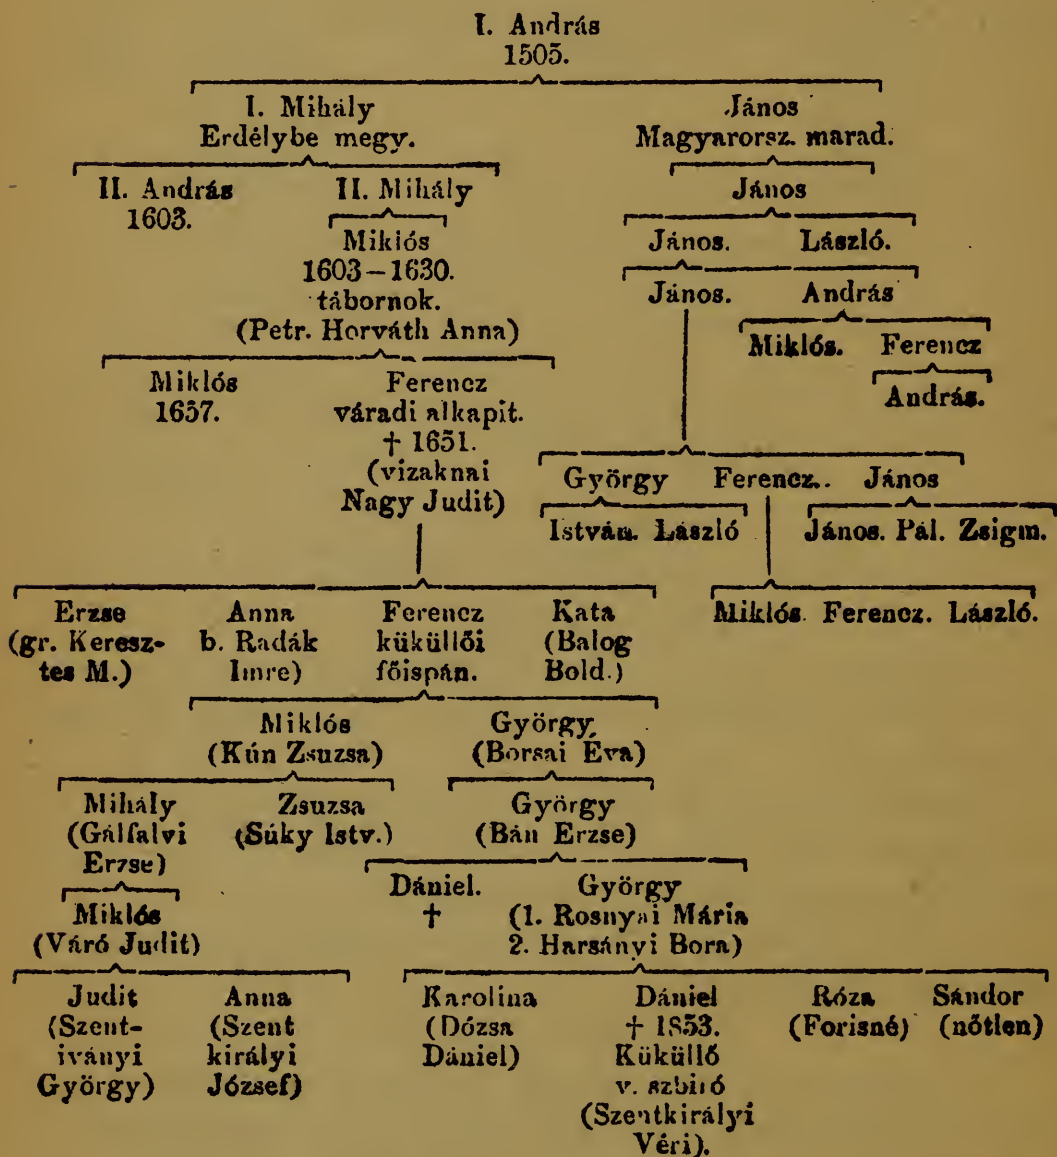 I. András
1505.
I. Mihály János
Erdélybe megy. Magyarorsz. marad.
II. András II. Mihály János
1603.
Miklós János. László.
1603–1630.
tábornok. János. András
(Petr. Horváth Anna)
Miklós. Ferencz
Miklós Ferencz
1657. váradi alkapit. András.
† 1651.
(vizaknai György Ferencz. János
Nagy Judit)
István. László János. Pál. Zsigm.
Erzse Anna Ferencz Kata Miklós. Ferencz. László.
(gr. Keresz- b. Radák küküllői (Balog
tes M.) Imre) főispán. Bold.)
Miklós György
(Kún Zsuzsa) (Borsai Éva)
Mihály Zsuzsa György
(Gálfalvi (Súky Istv.) (Bán Erzse)
Erzse)
Dániel. György
Miklós † (1. Rosnyai Mária
(Váró Judit) 2. Harsányi Bora)
Judit Anna Karolina Dániel Róza Sándor
(Szent- (Szent (Dózsa † 1853. (Forisné) (nőtlen)
iványi királyi Dániel) Küküllő
György) József) v. szbiró
(Szentkirályi
Véri).